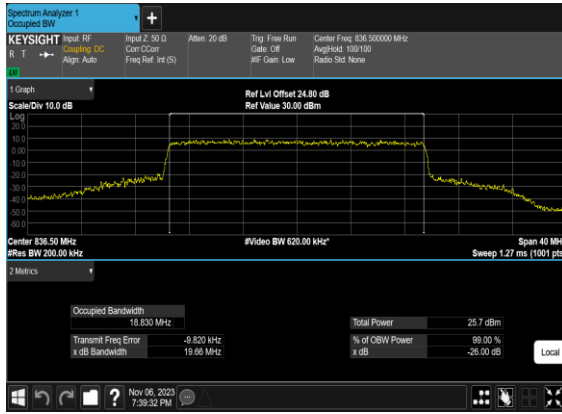 Spectrum Analyzer 1
Occupied BW
+
KEYSIGHT Input: RF Input Z: 50 Ω Atten: 20 dB Trig: Free Run Center Freq: 836.500000 MHz
R T Coupling: DC Corr CCorr Gate: Off Avg|Hold: 100/100
Align: Auto Freq Ref: Int (S) #IF Gain: Low Radio Std: None
LXI
1 Graph Ref Lvl Offset 24.80 dB
Scale/Div 10.0 dB Ref Value 30.00 dBm
Log
20.0
10.0
0.00
-10.0
-20.0
-30.0
-40.0
-50.0
-60.0
Center 836.50 MHz #Video BW 620.00 kHz* Span 40 MH
#Res BW 200.00 kHz Sweep 1.27 ms (1001 pts
2 Metrics
Occupied Bandwidth
18.830 MHz Total Power 25.7 dBm
Transmit Freq Error -9.820 kHz % of OBW Power 99.00 %
x dB Bandwidth 19.66 MHz x dB -26.00 dB
Local
? Nov 06, 2023
7:39:32 PM